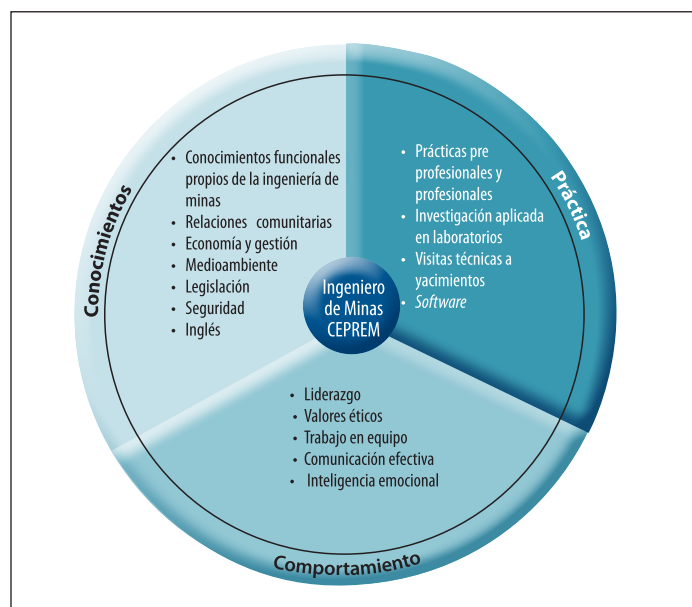 Conocimientos
• Conocimientos funcionales
propios de la ingeniería de
minas
• Relaciones comunitarias
• Economía y gestión
• Medioambiente
• Legislación
• Seguridad
• Inglés
Práctica
• Prácticas pre
profesionales y
profesionales
• Investigación aplicada
en laboratorios
• Visitas técnicas a
yacimientos
• Software
Ingeniero
de Minas
CEPREM
• Liderazgo
• Valores éticos
• Trabajo en equipo
• Comunicación efectiva
• Inteligencia emocional
Comportamiento